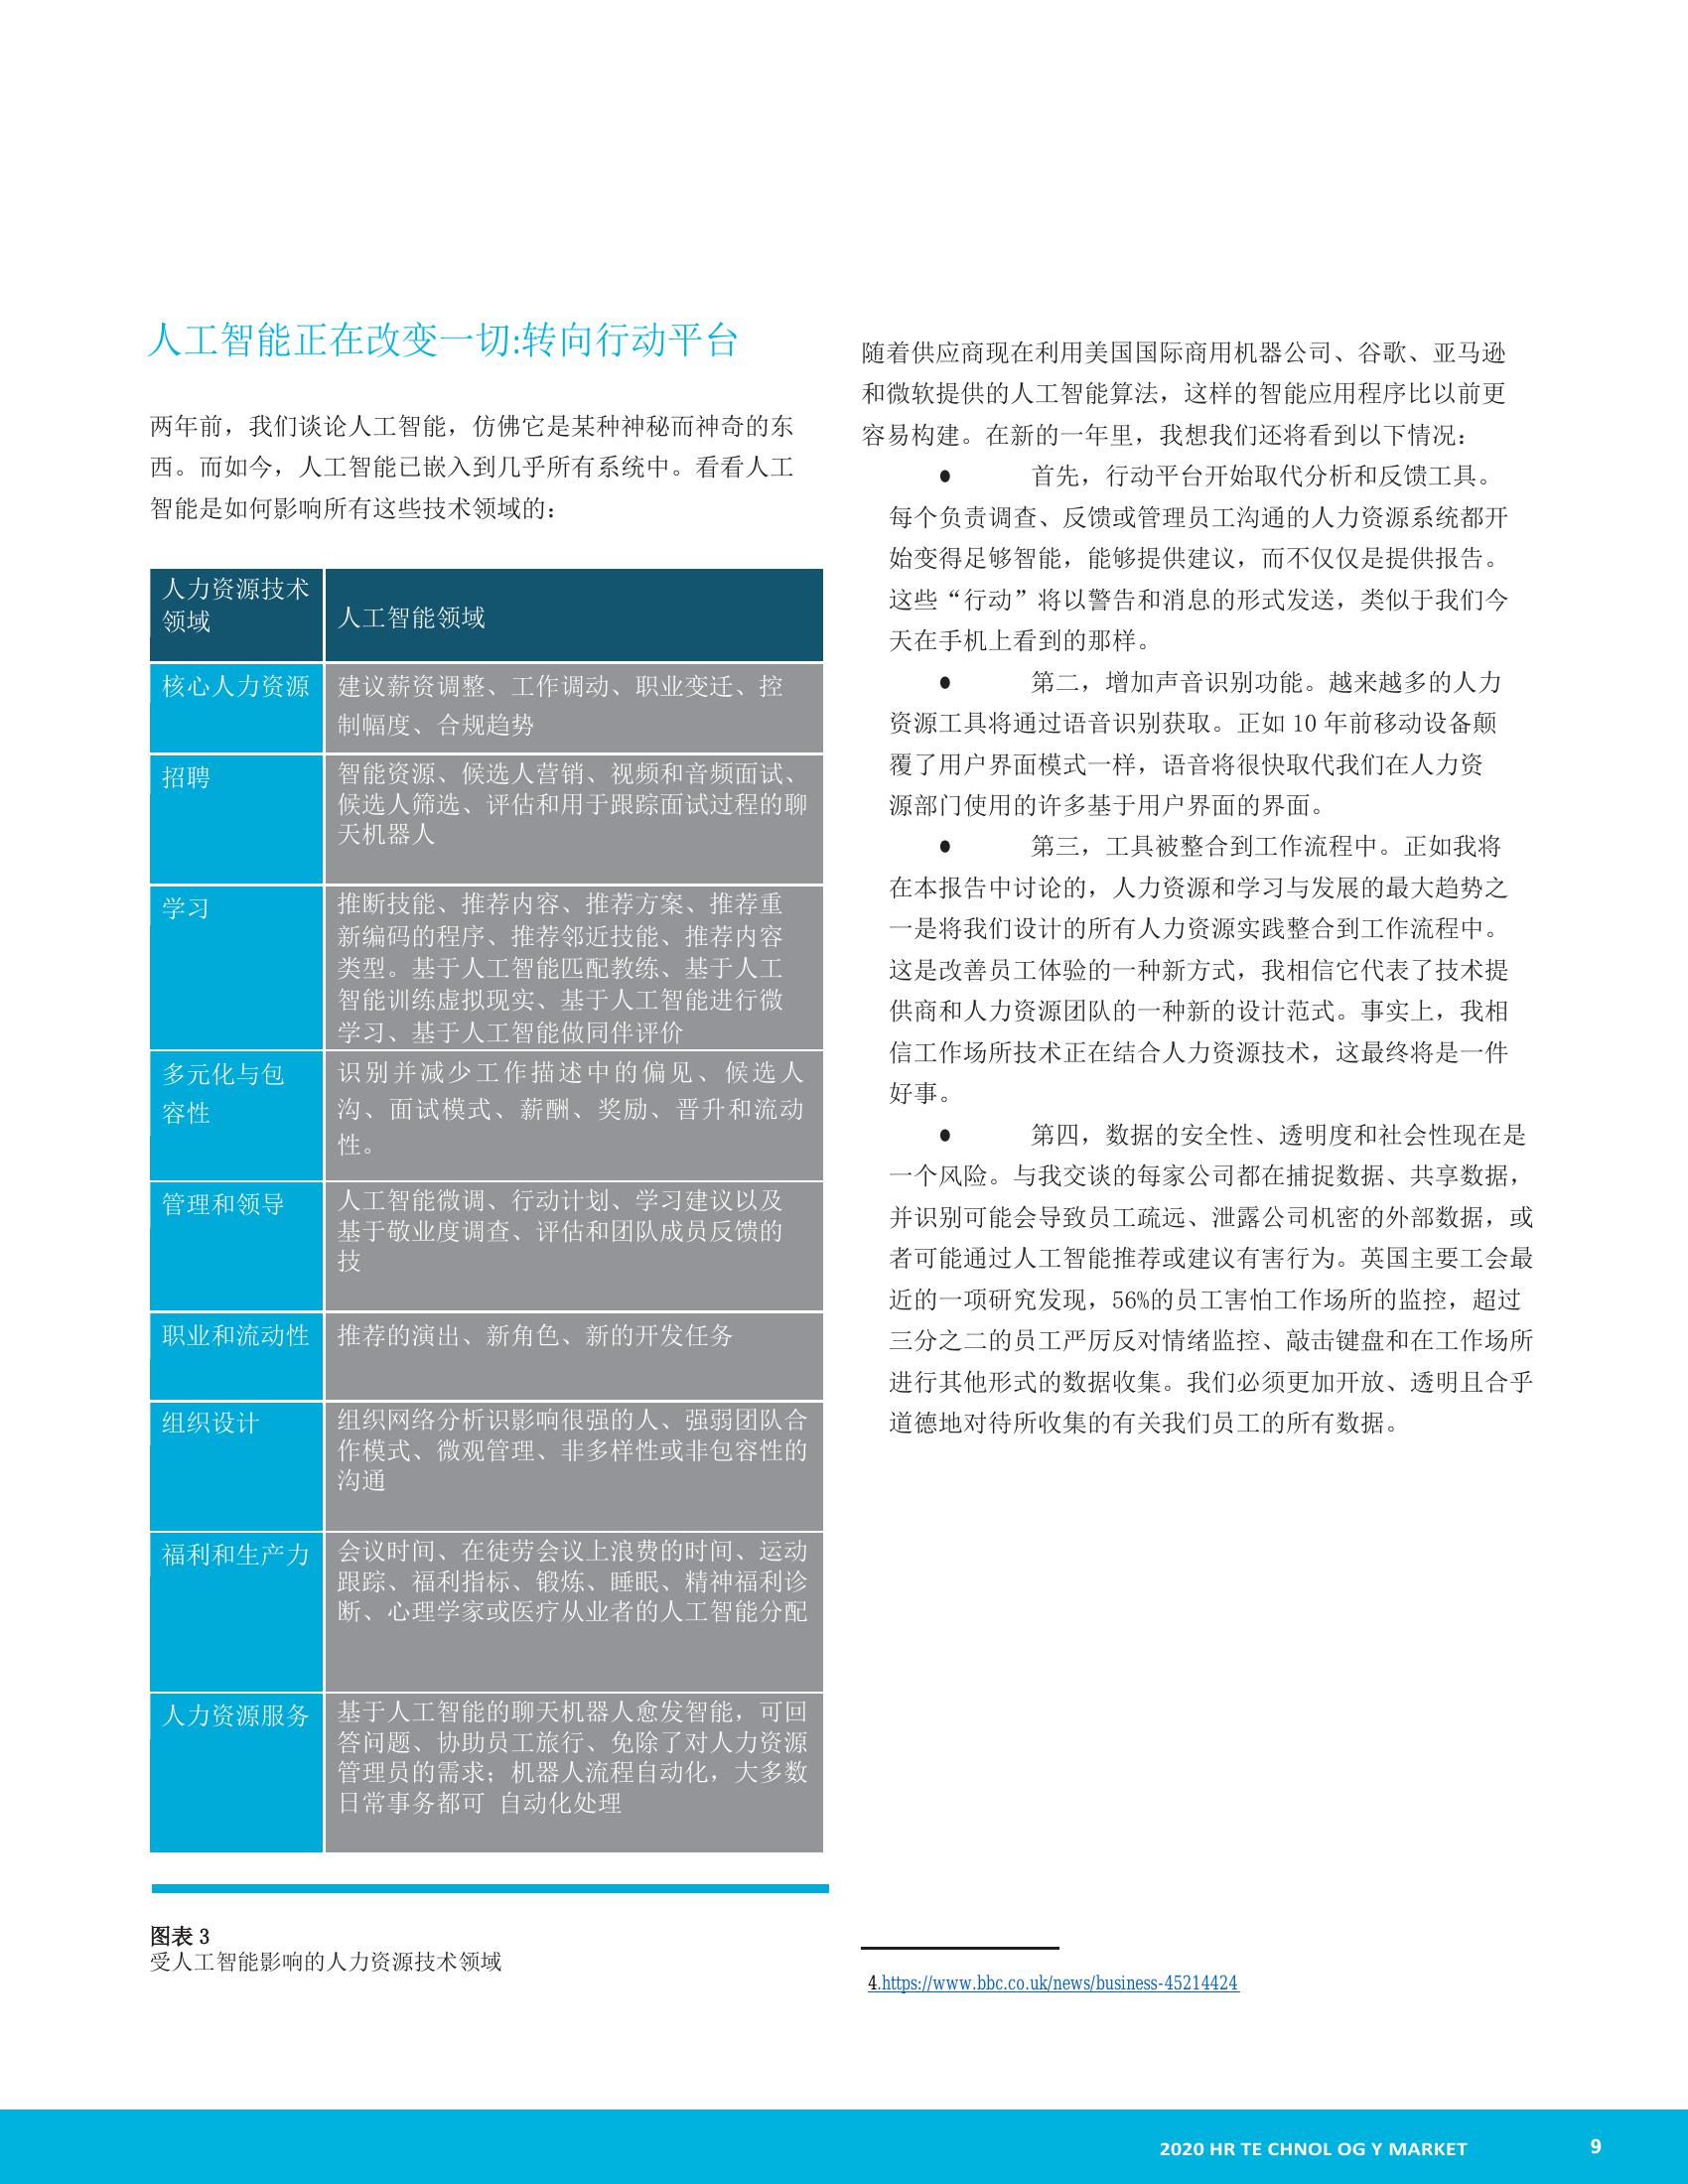 人工智能正在改变一切:转向行动平台
两年前，我们谈论人工智能，仿佛它是某种神秘而神奇的东
西。而如今，人工智能已嵌入到几乎所有系统中。看看人工
智能是如何影响所有这些技术领域的：
人力资源技术
领域
人工智能领域
核心人力资源
建议薪资调整、工作调动、职业变迁、控
制幅度、合规趋势
招聘
智能资源、候选人营销、视频和音频面试、
候选人筛选、评估和用于跟踪面试过程的聊
天机器人
学习
推断技能、推荐内容、推荐方案、推荐重
新编码的程序、推荐邻近技能、推荐内容
类型。基于人工智能匹配教练、基于人工
智能训练虚拟现实、基于人工智能进行微
学习、基于人工智能做同伴评价
多元化与包
容性
识别并减少工作描述中的偏见、候选人
沟、面试模式、薪酬、奖励、晋升和流动
性。
管理和领导
人工智能微调、行动计划、学习建议以及
基于敬业度调查、评估和团队成员反馈的
技
职业和流动性
推荐的演出、新角色、新的开发任务
组织设计
组织网络分析识影响很强的人、强弱团队合
作模式、微观管理、非多样性或非包容性的
沟通
福利和生产力
会议时间、在徒劳会议上浪费的时间、运动
跟踪、福利指标、锻炼、睡眠、精神福利诊
断、心理学家或医疗从业者的人工智能分配
人力资源服务
基于人工智能的聊天机器人愈发智能，可回
答问题、协助员工旅行、免除了对人力资源
管理员的需求；机器人流程自动化，大多数
日常事务都可 自动化处理
图表 3
受人工智能影响的人力资源技术领域
随着供应商现在利用美国国际商用机器公司、谷歌、亚马逊
和微软提供的人工智能算法，这样的智能应用程序比以前更
容易构建。在新的一年里，我想我们还将看到以下情况：
● 首先，行动平台开始取代分析和反馈工具。
每个负责调查、反馈或管理员工沟通的人力资源系统都开
始变得足够智能，能够提供建议，而不仅仅是提供报告。
这些“行动”将以警告和消息的形式发送，类似于我们今
天在手机上看到的那样。
● 第二，增加声音识别功能。越来越多的人力
资源工具将通过语音识别获取。正如 10 年前移动设备颠
覆了用户界面模式一样，语音将很快取代我们在人力资
源部门使用的许多基于用户界面的界面。
● 第三，工具被整合到工作流程中。正如我将
在本报告中讨论的，人力资源和学习与发展的最大趋势之
一是将我们设计的所有人力资源实践整合到工作流程中。
这是改善员工体验的一种新方式，我相信它代表了技术提
供商和人力资源团队的一种新的设计范式。事实上，我相
信工作场所技术正在结合人力资源技术，这最终将是一件
好事。
● 第四，数据的安全性、透明度和社会性现在是
一个风险。与我交谈的每家公司都在捕捉数据、共享数据，
并识别可能会导致员工疏远、泄露公司机密的外部数据，或
者可能通过人工智能推荐或建议有害行为。英国主要工会最
近的一项研究发现，56%的员工害怕工作场所的监控，超过
三分之二的员工严厉反对情绪监控、敲击键盘和在工作场所
进行其他形式的数据收集。我们必须更加开放、透明且合乎
道德地对待所收集的有关我们员工的所有数据。
4.https://www.bbc.co.uk/news/business-45214424
2020 HR TE CHNOL OG Y MARKET 9